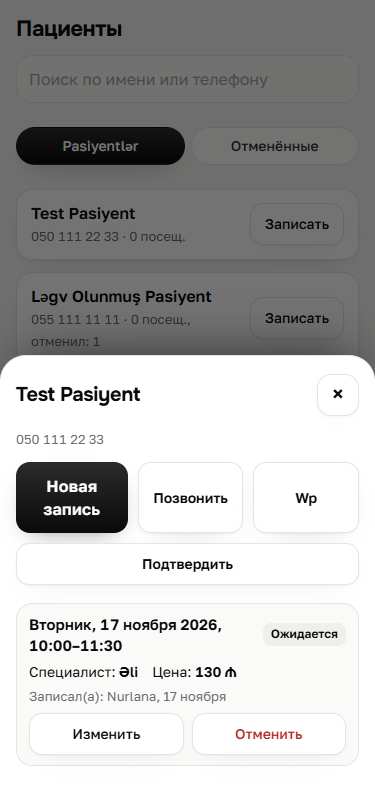 Пациенты
Поиск по имени или телефону
Pasiyentlər
Отменённые
Test Pasiyent
050 111 22 33 · 0 посещ.
Записать
Ləgv Olunmuş Pasiyent
055 111 11 11 · 0 посещ.,
отменил: 1
Записать
Test Pasiyent
×
050 111 22 33
Новая
запись
Позвонить
Wp
Подтвердить
Вторник, 17 ноября 2026,
10:00–11:30
Ожидается
Специалист: Əli Цена: 130 ₼
Записал(а): Nurlana, 17 ноября
Изменить
Отменить